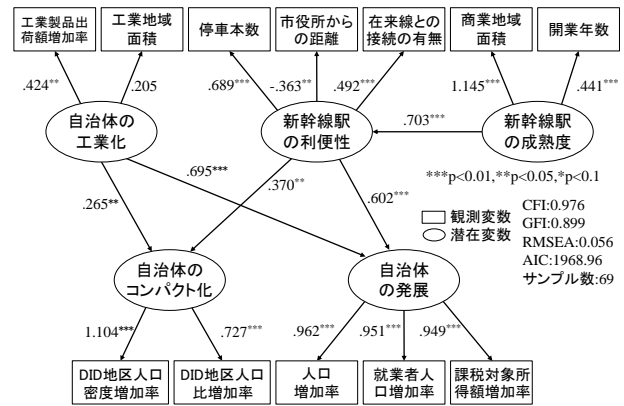 工業製品出
荷額増加率
工業地域
面積
停車本数
市役所から
の距離
在来線との
接続の有無
商業地域
面積
開業年数
.424**
.205
.689***
-.363**
.492***
1.145***
.441***
自治体の
工業化
新幹線駅
の利便性
.703***
新幹線駅
の成熟度
.695***
.370**
.602***
.265**
***p<0.01,**p<0.05,*p<0.1
観測変数
潜在変数
CFI:0.976
GFI:0.899
RMSEA:0.056
AIC:1968.96
サンプル数:69
自治体の
コンパクト化
自治体
の発展
1.104***
.727***
.962***
.951***
.949***
DID地区人口
密度増加率
DID地区人口
比増加率
人口
増加率
就業者人
口増加率
課税対象所
得額増加率